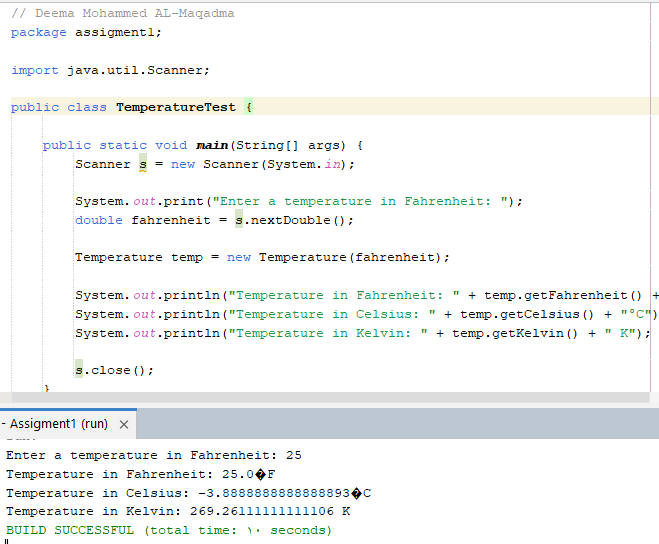 // Deema Mohammed AL-Maqadma
package assigment1;
import java.util.Scanner;
public class TemperatureTest {
public static void main(String[] args) {
Scanner s = new Scanner(System.in);
System.out.print("Enter a temperature in Fahrenheit: ");
double fahrenheit = s.nextDouble();
Temperature temp = new Temperature(fahrenheit);
System.out.println("Temperature in Fahrenheit: " + temp.getFahrenheit() +
System.out.println("Temperature in Celsius: " + temp.getCelsius() + "°C")
System.out.println("Temperature in Kelvin: " + temp.getKelvin() + " K");
s.close();
}
- Assigment1 (run) ×
Enter a temperature in Fahrenheit: 25
Temperature in Fahrenheit: 25.0�F
Temperature in Celsius: -3.8888888888888893�C
Temperature in Kelvin: 269.26111111111106 K
BUILD SUCCESSFUL (total time: ١٠ seconds)